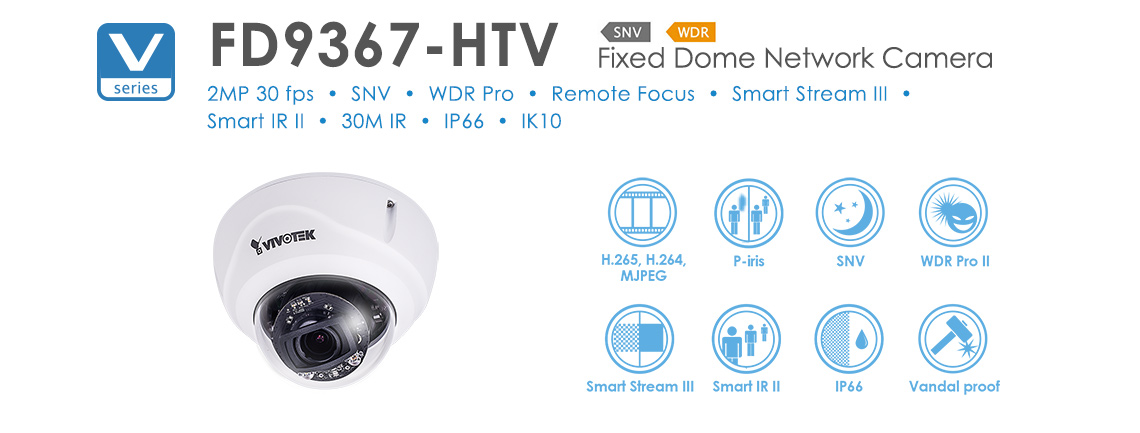 V
series
FD9367-HTV
SNV
WDR
Fixed Dome Network Camera
2MP 30 fps • SNV • WDR Pro • Remote Focus • Smart Stream III •
Smart IR II • 30M IR • IP66 • IK10
VIVOTEK
H.265, H.264,
MJPEG
P-iris
SNV
WDR Pro II
Smart Stream III
Smart IR II
IP66
Vandal proof